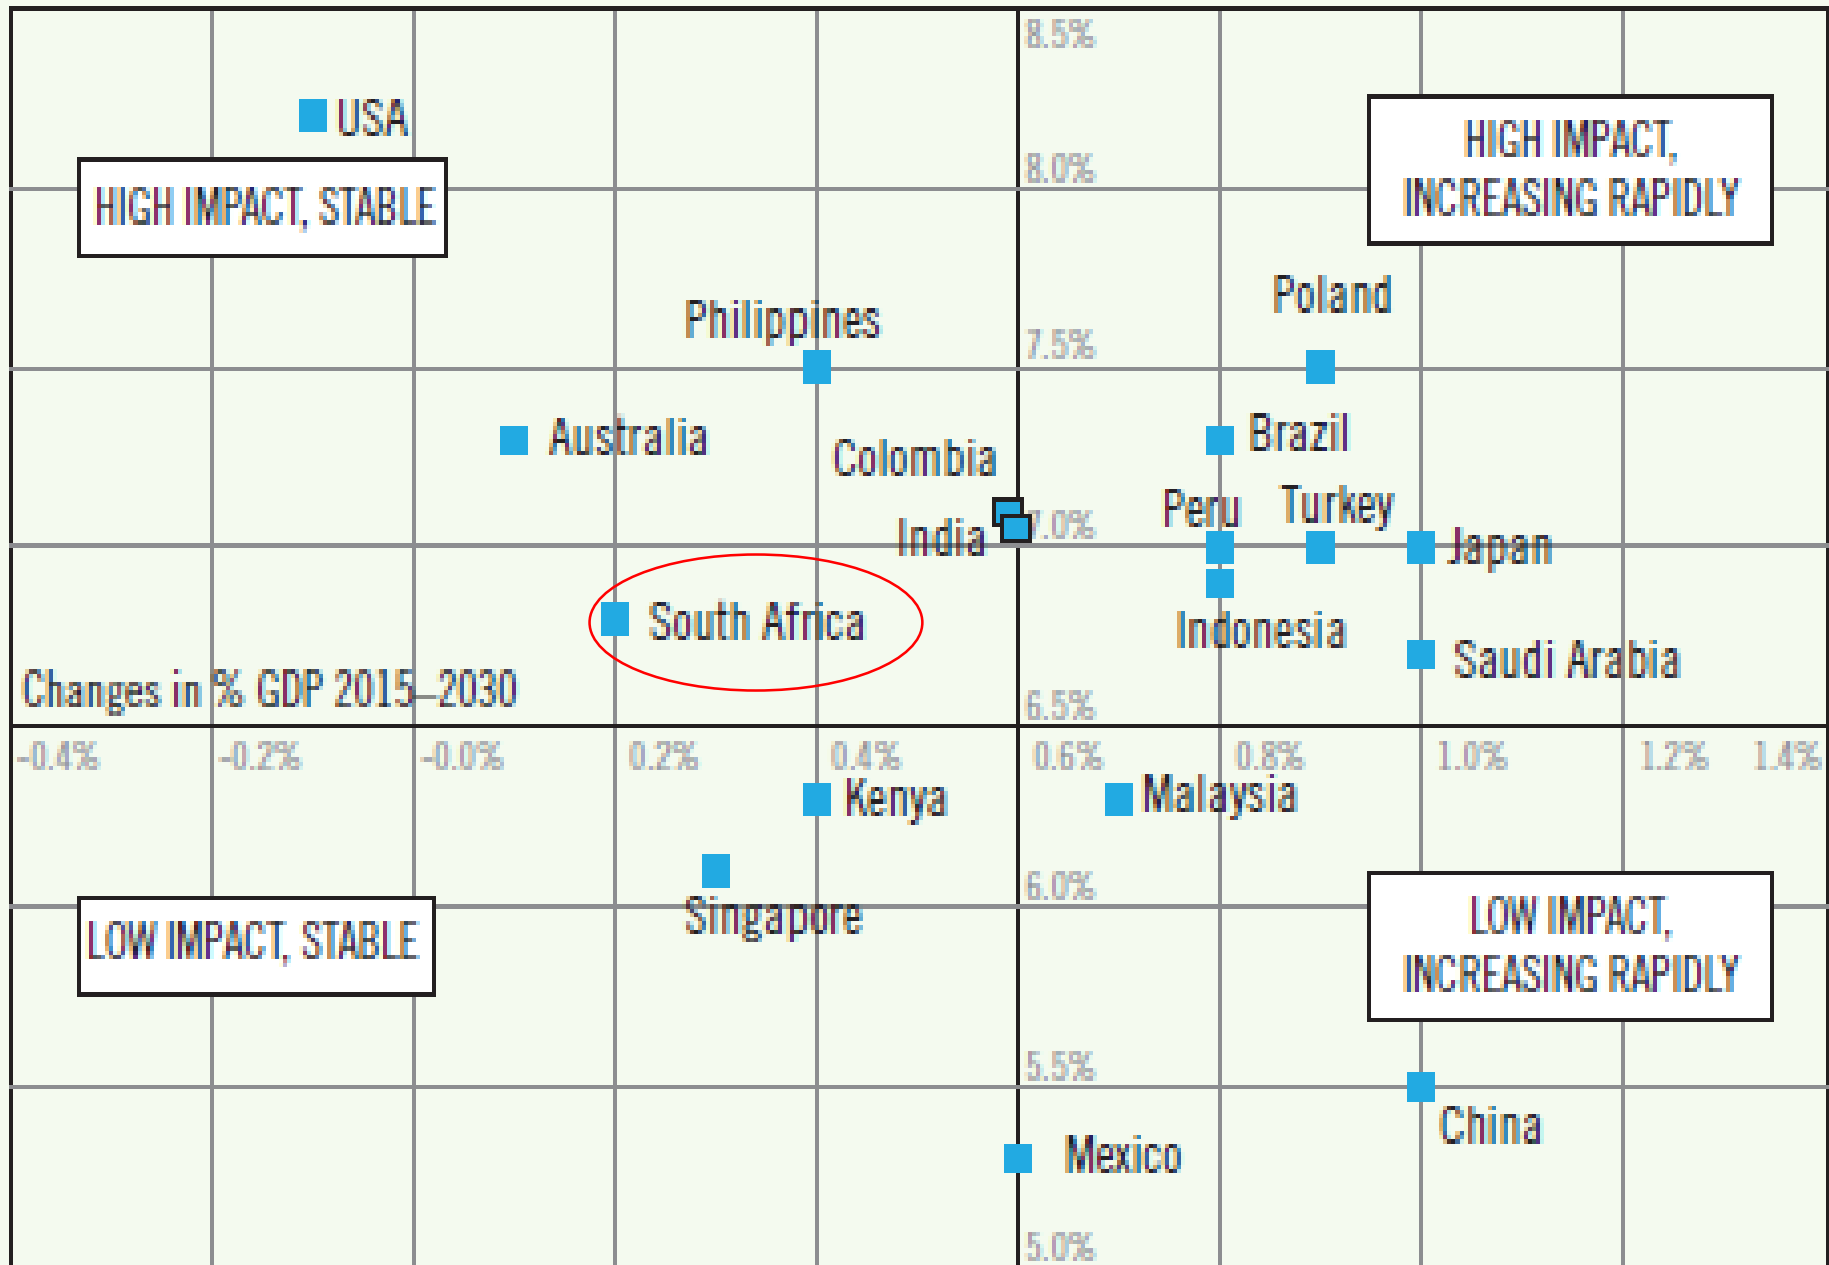 8.5%
USA
HIGH IMPACT,
INCREASING RAPIDLY
8.0%
HIGH IMPACT, STABLE
Poland
Philippines
7.5%
Australia
Brazil
Colombia
Peru
Turkey
India
7.0%
Japan
South Africa
Indonesia
Saudi Arabia
Changes in % GDP 2015–2030
6.5%
-0.4%
-0.2%
-0.0%
0.2%
0.4%
0.6%
0.8%
1.0%
1.2%
1.4%
Kenya
Malaysia
6.0%
Singapore
LOW IMPACT, STABLE
LOW IMPACT,
INCREASING RAPIDLY
5.5%
China
Mexico
5.0%